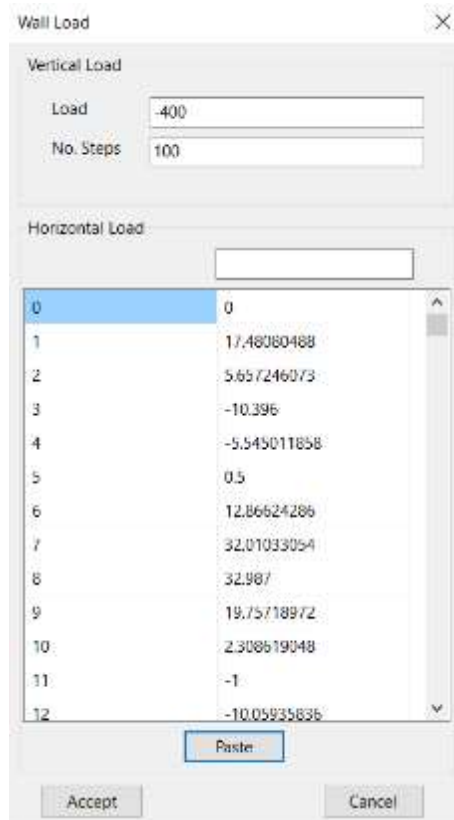 Wall Load
Vertical Load
Load -400
No. Steps 100
Horizontal Load
0 0
1 17.48080488
2 5.657246073
3 -10.396
4 -5.545011858
5 0.5
6 12.86624286
7 32.01033054
8 32.987
9 19.75718972
10 2.308619048
11 -1
12 -10.05935836
Paste
Accept Cancel